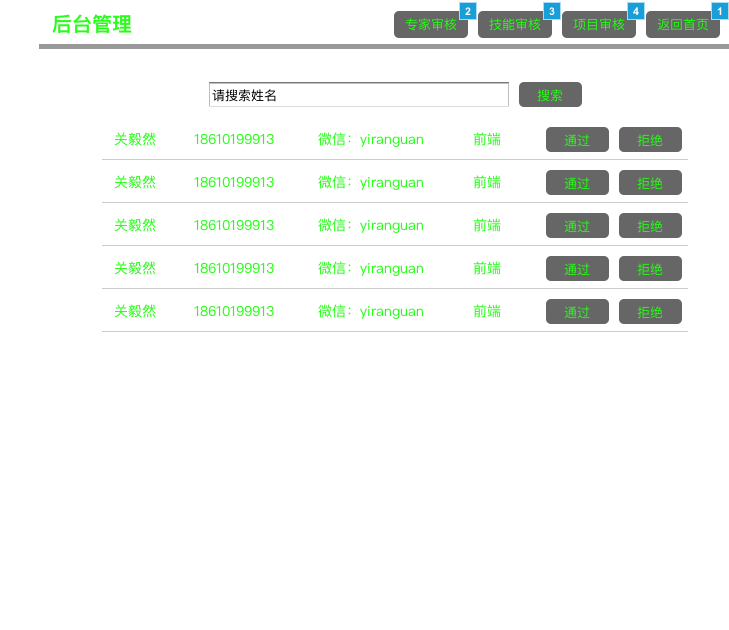 后台管理 专家审核 2 技能审核 3 项目审核 4 返回首页 1
请搜索姓名 搜索
关毅然 18610199913 微信：yiranguan 前端 通过 拒绝
关毅然 18610199913 微信：yiranguan 前端 通过 拒绝
关毅然 18610199913 微信：yiranguan 前端 通过 拒绝
关毅然 18610199913 微信：yiranguan 前端 通过 拒绝
关毅然 18610199913 微信：yiranguan 前端 通过 拒绝